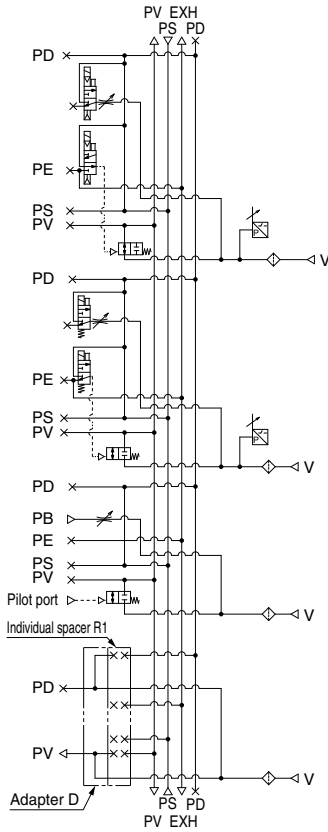 PV EXH
PS PD
PD
PE
PS
PV
P
V
PD
PE
PS
PV
P
V
PD
PB
PE
PS
PV
Pilot port
V
Individual spacer R1
PD
PV
V
Adapter D
PS PD
PV EXH